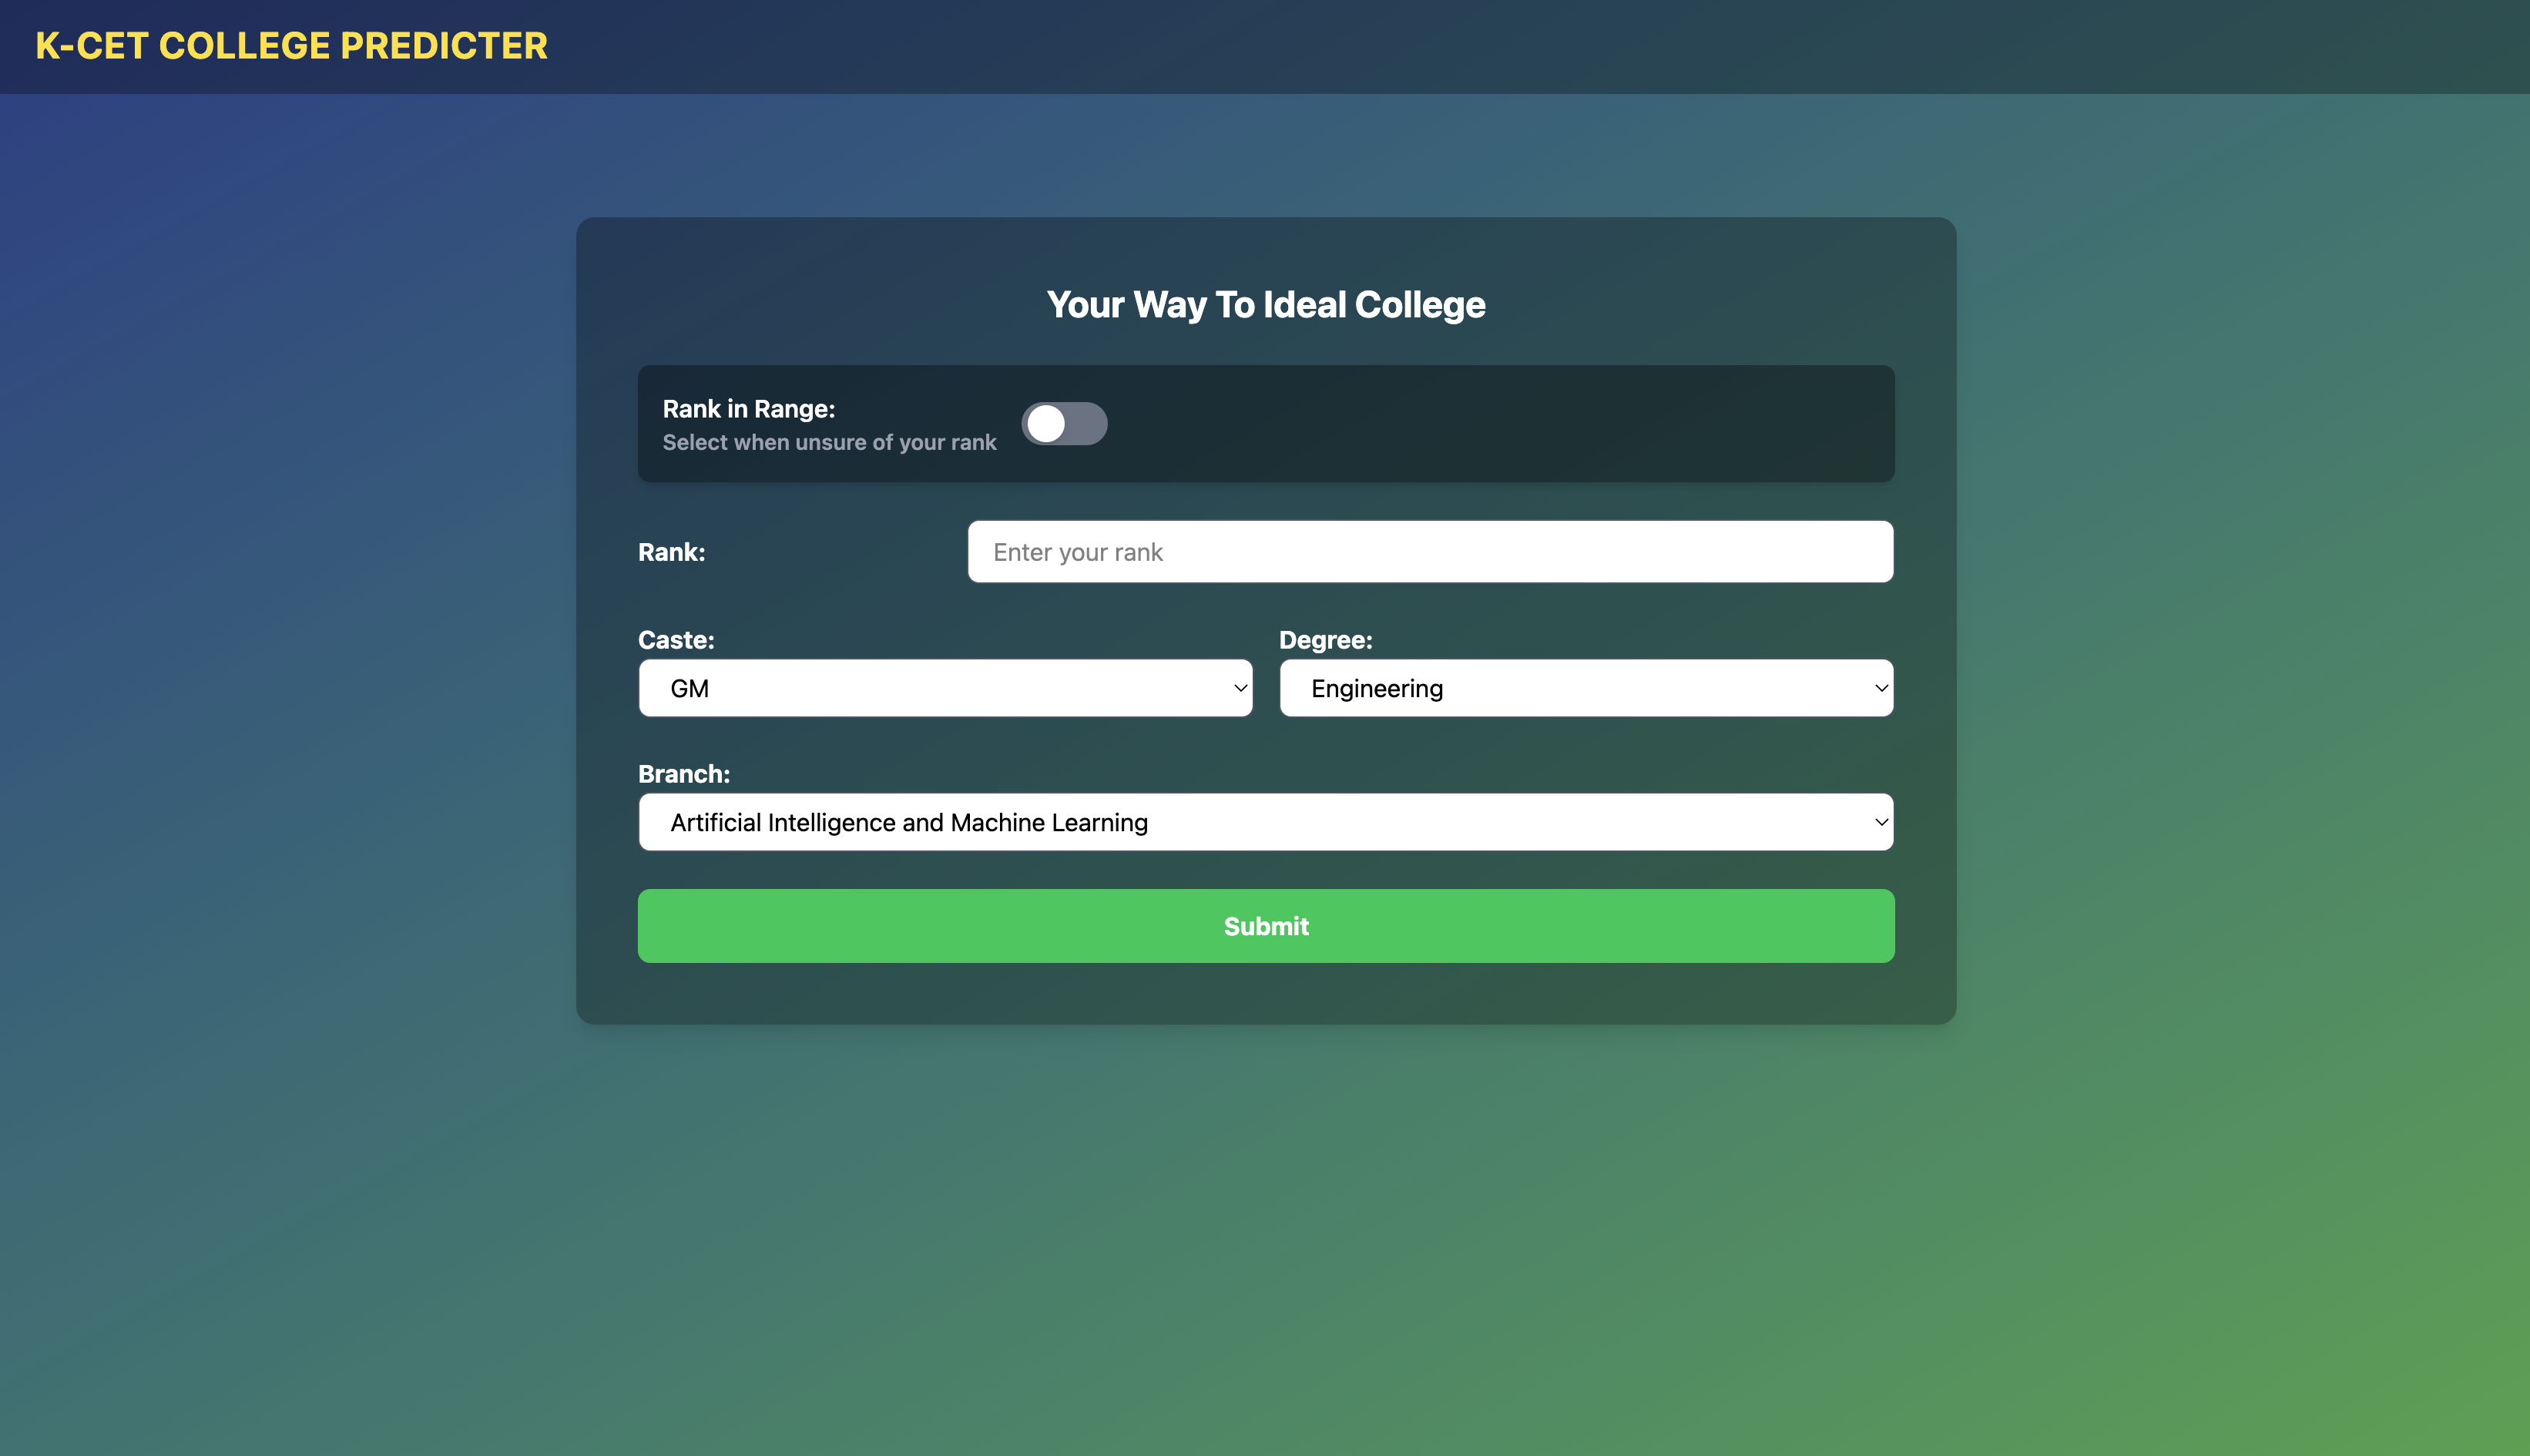 K-CET COLLEGE PREDICTER
Your Way To Ideal College
Rank in Range:
Select when unsure of your rank
Rank:
Enter your rank
Caste:
GM
Degree:
Engineering
Branch:
Artificial Intelligence and Machine Learning
Submit